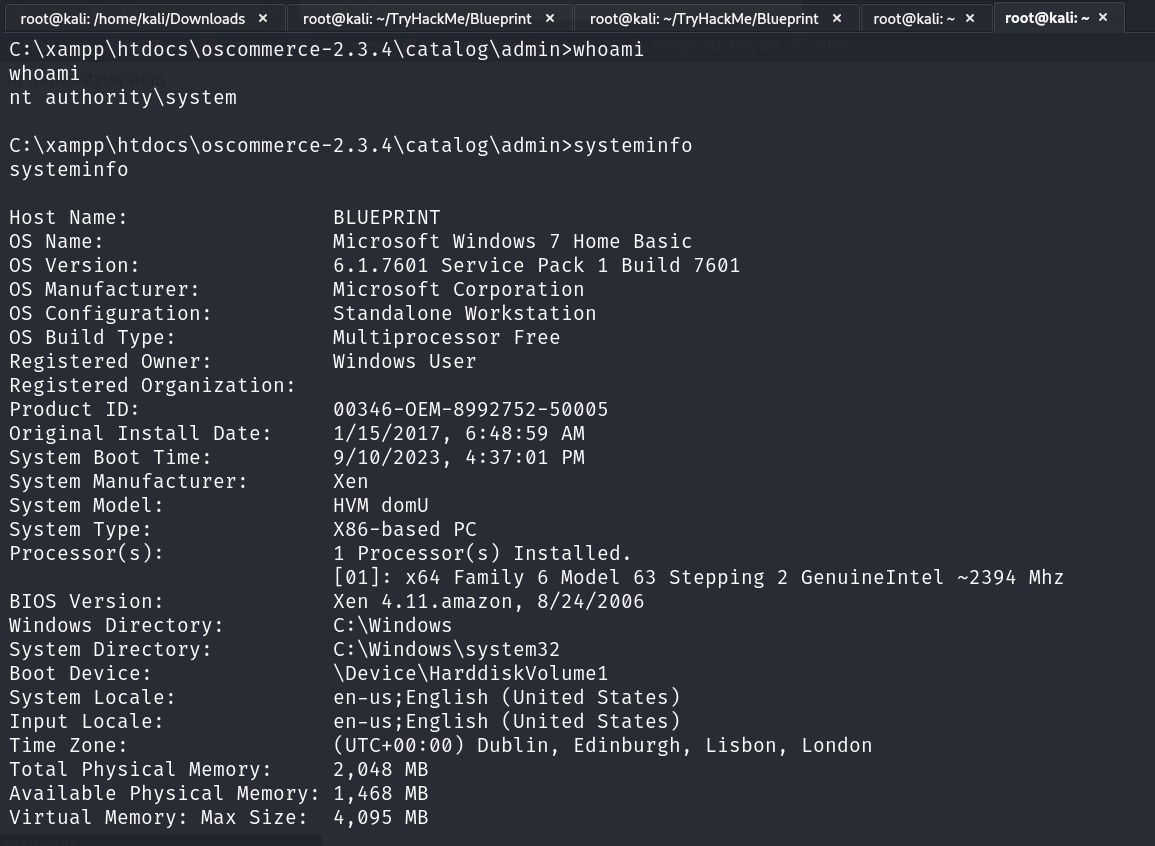 root@kali: /home/kali/Downloads × root@kali: ~/TryHackMe/Blueprint × root@kali: ~/TryHackMe/Blueprint × root@kali: ~ × root@kali: ~ ×
C:\xampp\htdocs\oscommerce-2.3.4\catalog\admin>whoami
whoami
nt authority\system
C:\xampp\htdocs\oscommerce-2.3.4\catalog\admin>systeminfo
systeminfo
Host Name: BLUEPRINT
OS Name: Microsoft Windows 7 Home Basic
OS Version: 6.1.7601 Service Pack 1 Build 7601
OS Manufacturer: Microsoft Corporation
OS Configuration: Standalone Workstation
OS Build Type: Multiprocessor Free
Registered Owner: Windows User
Registered Organization:
Product ID: 00346-OEM-8992752-50005
Original Install Date: 1/15/2017, 6:48:59 AM
System Boot Time: 9/10/2023, 4:37:01 PM
System Manufacturer: Xen
System Model: HVM domU
System Type: X86-based PC
Processor(s): 1 Processor(s) Installed.
[01]: x64 Family 6 Model 63 Stepping 2 GenuineIntel ~2394 Mhz
BIOS Version: Xen 4.11.amazon, 8/24/2006
Windows Directory: C:\Windows
System Directory: C:\Windows\system32
Boot Device: \Device\HarddiskVolume1
System Locale: en-us;English (United States)
Input Locale: en-us;English (United States)
Time Zone: (UTC+00:00) Dublin, Edinburgh, Lisbon, London
Total Physical Memory: 2,048 MB
Available Physical Memory: 1,468 MB
Virtual Memory: Max Size: 4,095 MB